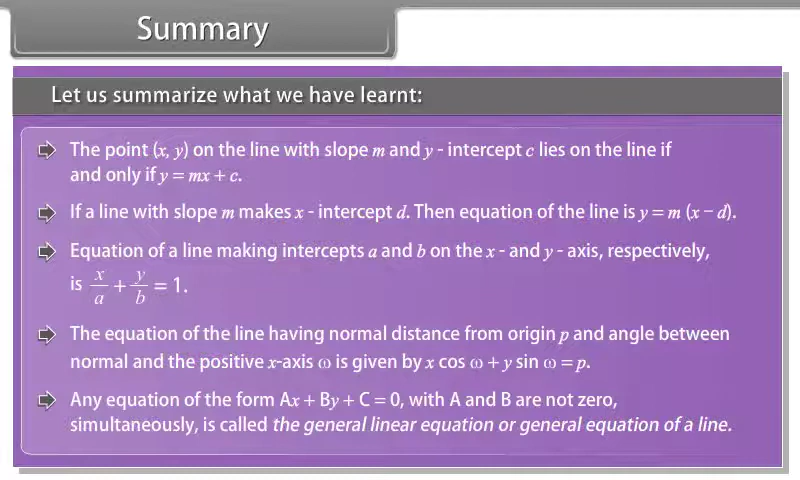 Summary
Let us summarize what we have learnt:
The point (x, y) on the line with slope m and y - intercept c lies on the line if
and only if y = mx + c.
If a line with slope m makes x - intercept d. Then equation of the line is y = m (x − d).
Equation of a line making intercepts a and b on the x - and y - axis, respectively,
is x/a + y/b = 1.
The equation of the line having normal distance from origin p and angle between
normal and the positive x-axis ω is given by x cos ω + y sin ω = p.
Any equation of the form Ax + By + C = 0, with A and B are not zero,
simultaneously, is called the general linear equation or general equation of a line.